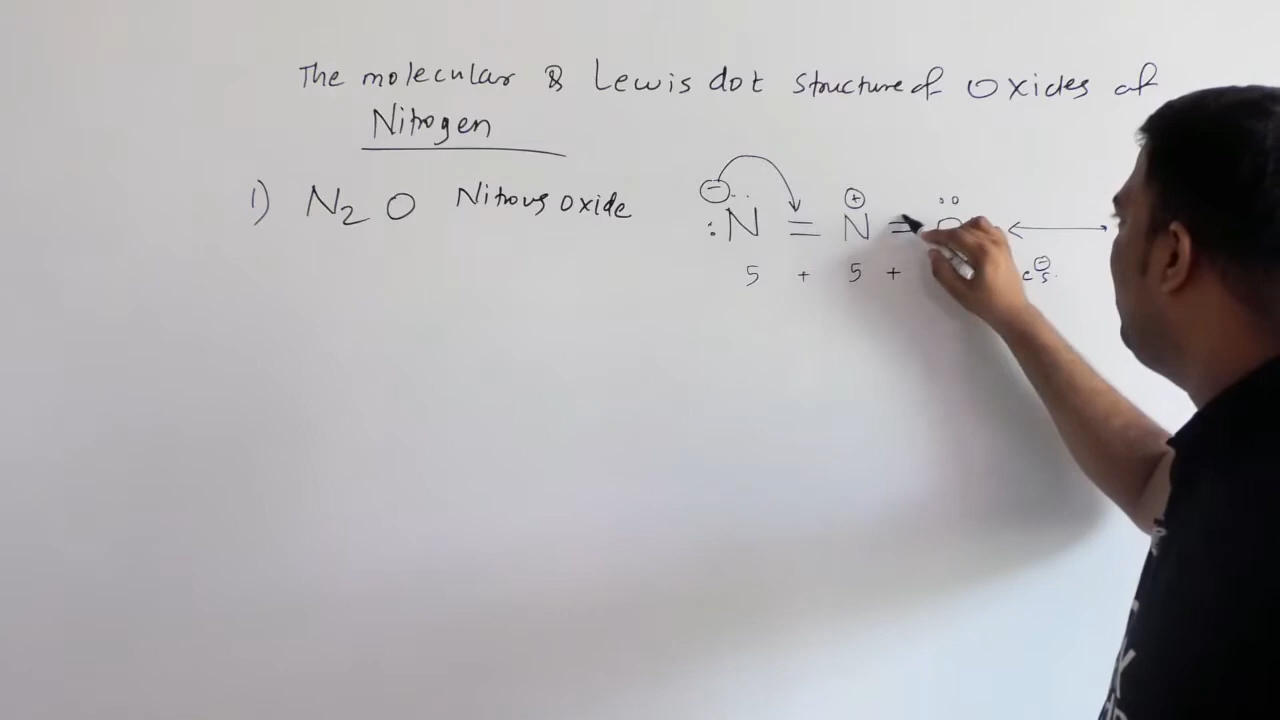 The molecular & Lewis dot structure of Oxides of
Nitrogen
1) N2O Nitrous oxide :N̈ = N = O
⊖ ⊕
5 + 5 + e⊖s.